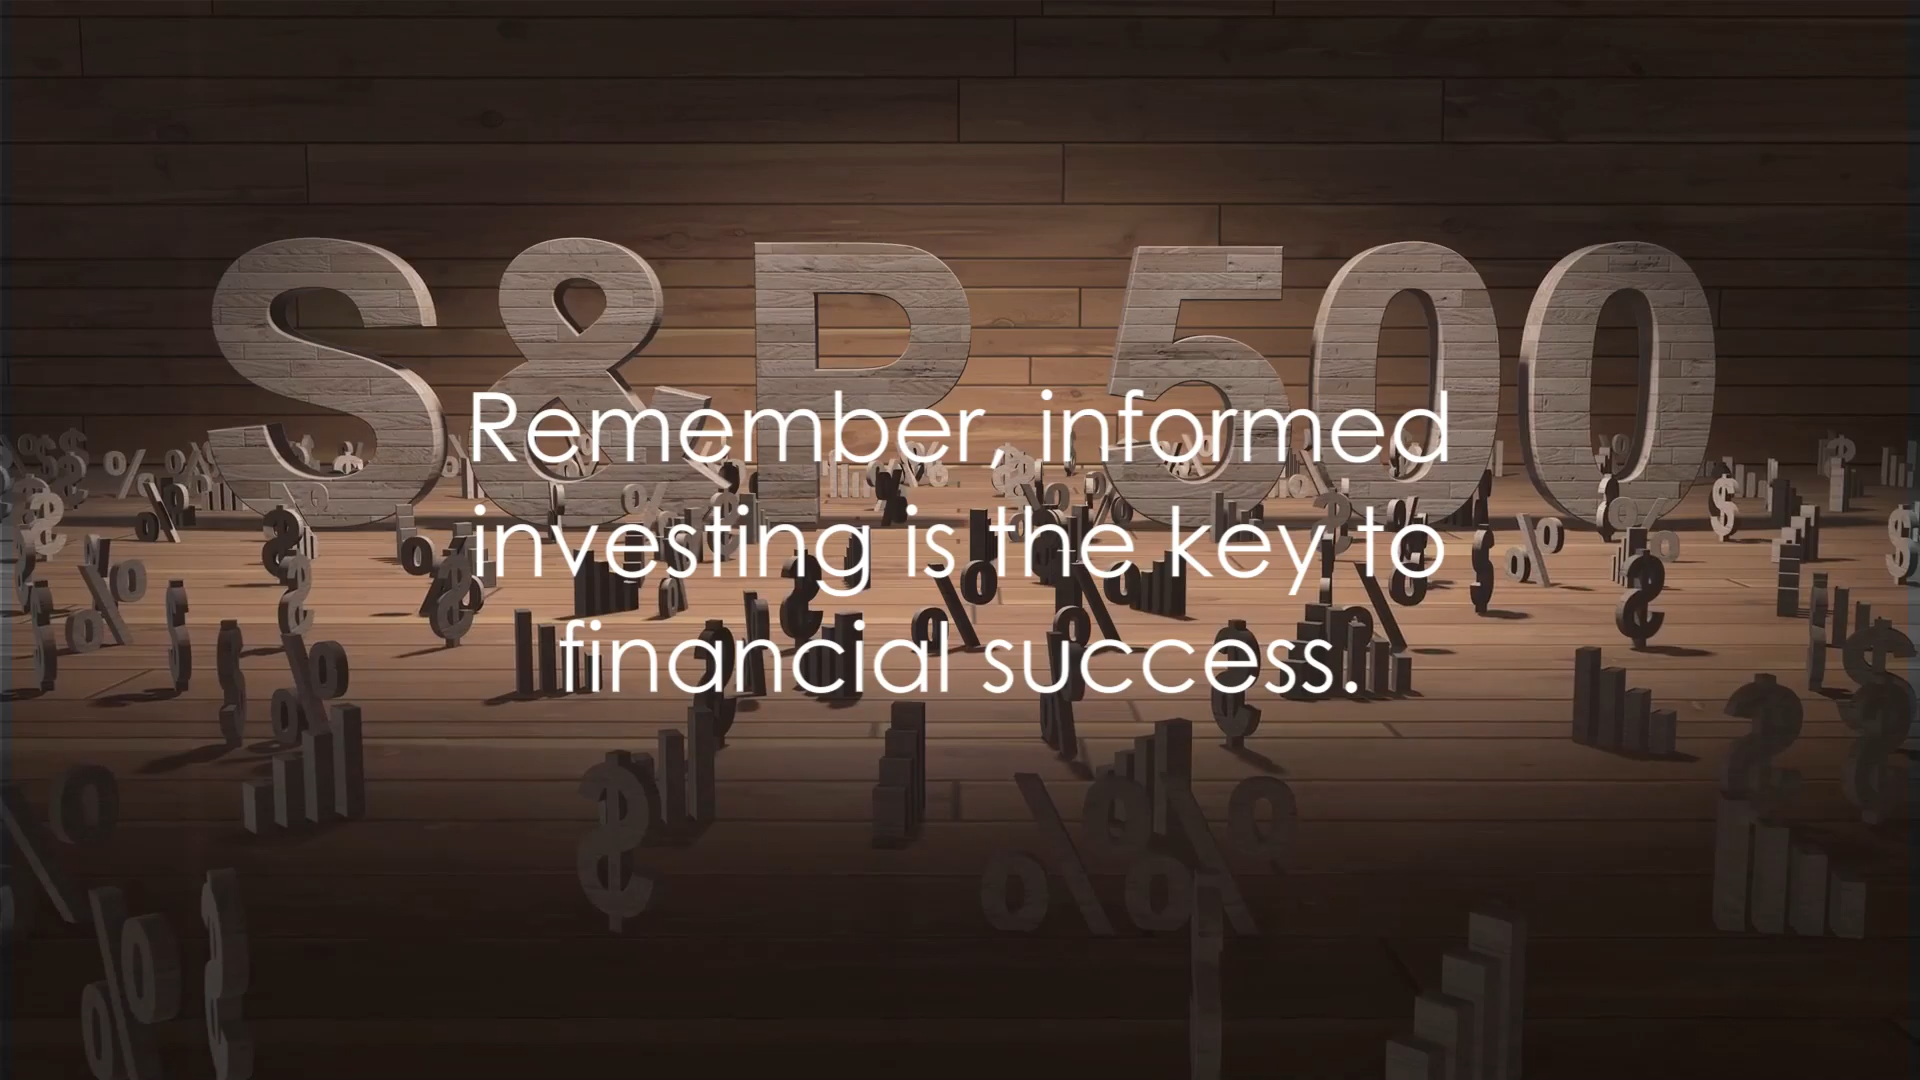 S&P 500
Remember, informed
investing is the key to
financial success.